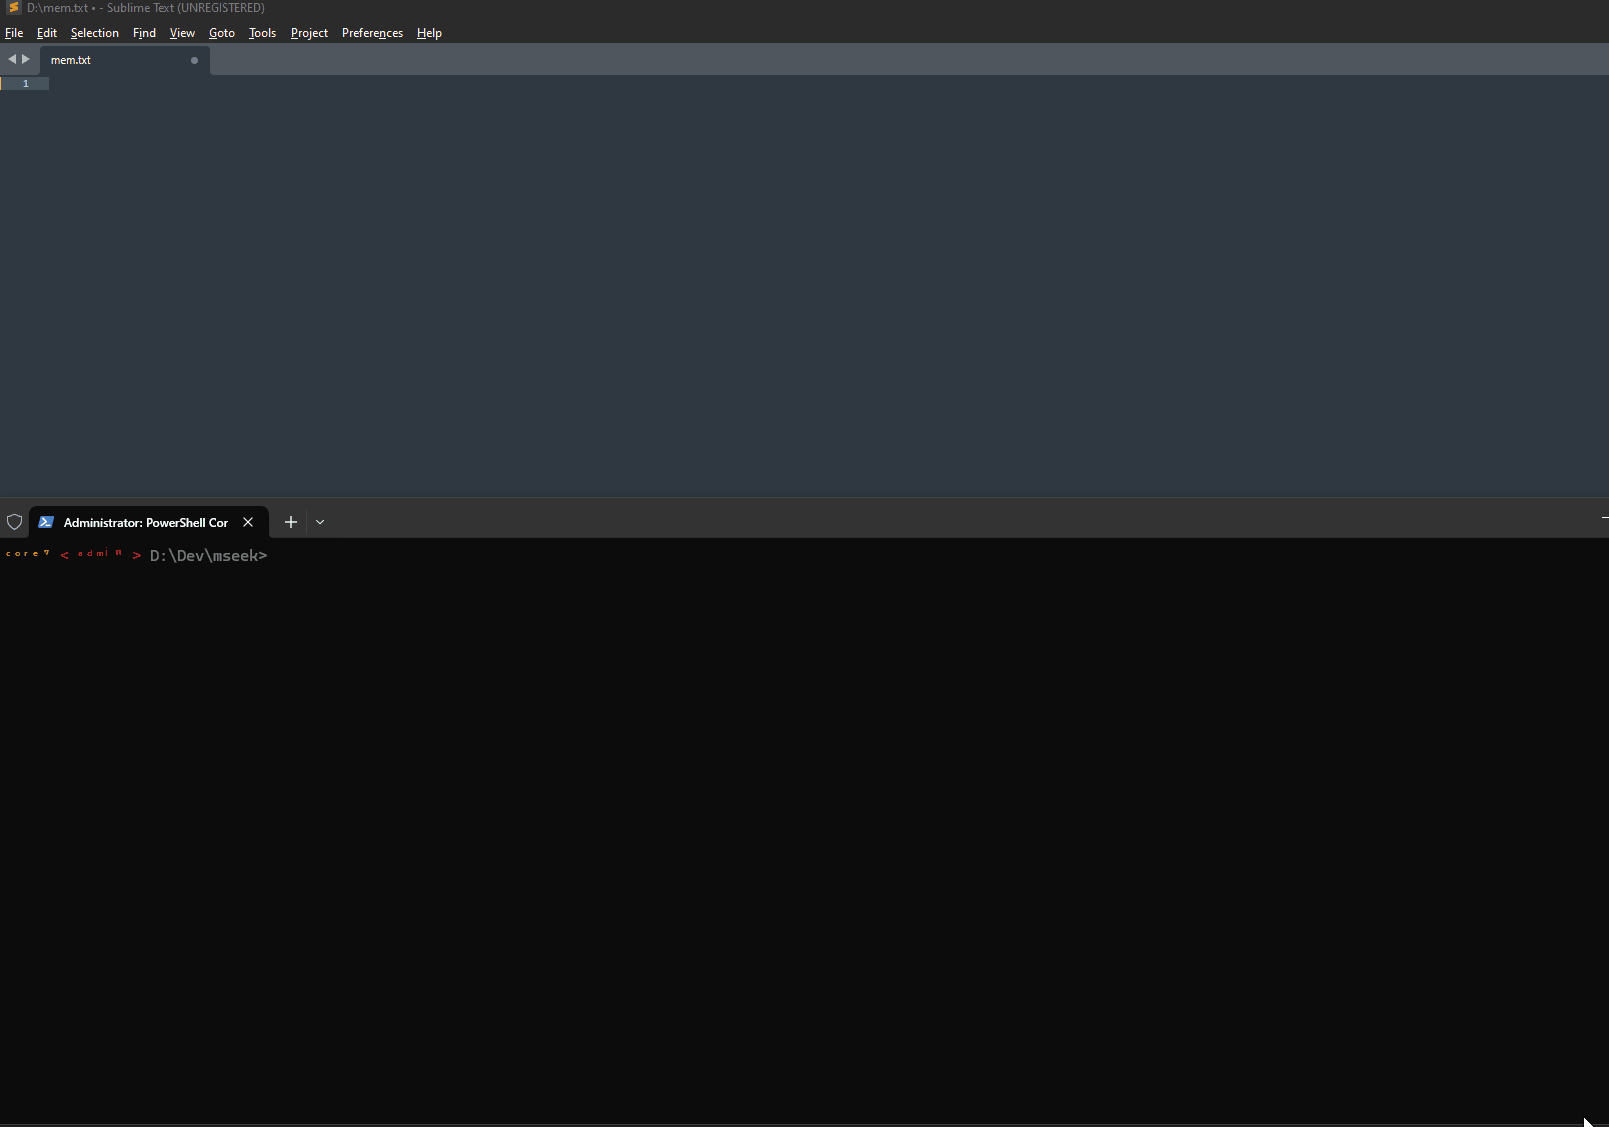 D:\mem.txt • - Sublime Text (UNREGISTERED)
File Edit Selection Find View Goto Tools Project Preferences Help
mem.txt
1
Administrator: PowerShell Cor
core7 < admin > D:\Dev\mseek>